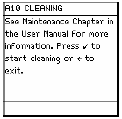 A10 CLEANING
See Maintenance Chapter in
the User Manual for more
information. Press ✓ to
start cleaning or ← to
exit.